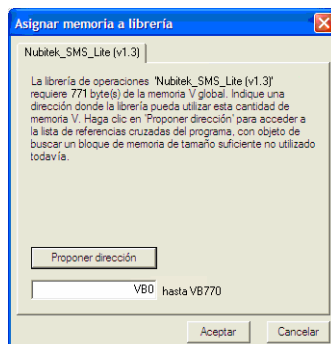 Asignar memoria a librería
Nubitek_SMS_Lite (v1.3)
La librería de operaciones 'Nubitek_SMS_Lite (v1.3)'
requiere 771 byte(s) de la memoria V global. Indique una
dirección donde la librería pueda utilizar esta cantidad de
memoria V. Haga clic en 'Proponer dirección' para acceder a
la lista de referencias cruzadas del programa, con objeto de
buscar un bloque de memoria de tamaño suficiente no utilizado
todavía.
Proponer dirección
VB0 hasta VB770
Aceptar Cancelar